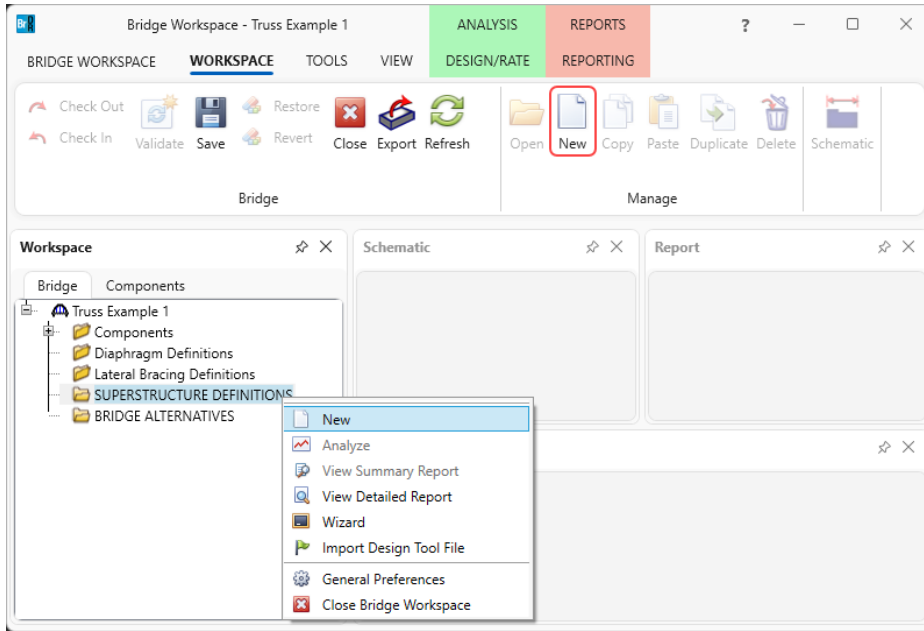 Br
Bridge Workspace - Truss Example 1
ANALYSIS
REPORTS
?
BRIDGE WORKSPACE
WORKSPACE
TOOLS
VIEW
DESIGN/RATE
REPORTING
Check Out
Check In
Validate
Save
Restore
Revert
Close
Export
Refresh
Open
New
Copy
Paste
Duplicate
Delete
Schematic
Bridge
Manage
Workspace
Schematic
Report
Bridge
Components
Truss Example 1
Components
Diaphragm Definitions
Lateral Bracing Definitions
SUPERSTRUCTURE DEFINITIONS
BRIDGE ALTERNATIVES
New
Analyze
View Summary Report
View Detailed Report
Wizard
Import Design Tool File
General Preferences
Close Bridge Workspace